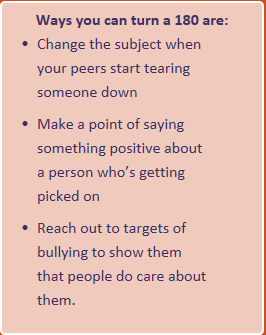 Ways you can turn a 180 are:
• Change the subject when
your peers start tearing
someone down
• Make a point of saying
something positive about
a person who's getting
picked on
• Reach out to targets of
bullying to show them
that people do care about
them.